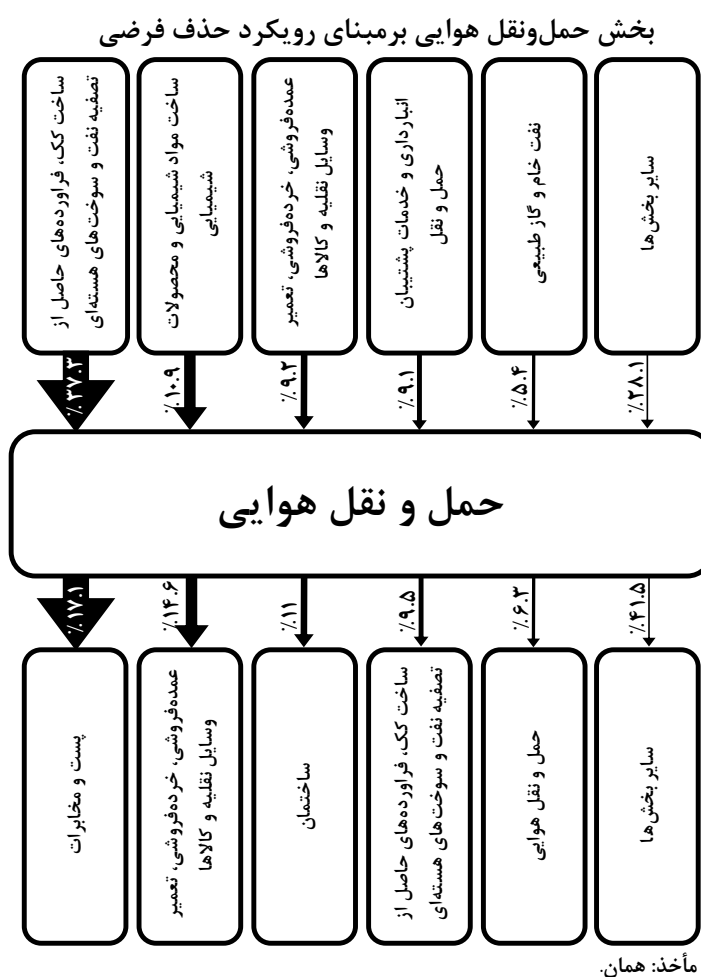 بخش حمل‌ونقل هوایی برمبنای رویکرد حذف فرضی
ساخت کک، فراورده‌های حاصل از
تصفیه نفت و سوخت‌های هسته‌ای
ساخت مواد شیمیایی و محصولات
شیمیایی
عمده‌فروشی، خرده‌فروشی، تعمیر
وسایل نقلیه و کالاها
انبارداری و خدمات پشتیبان
حمل و نقل
نفت خام و گاز طبیعی
سایر بخش‌ها
٪۳۷.۳
٪۱۰.۹
٪۹.۲
٪۹.۱
٪۵.۴
٪۲۸.۱
حمل و نقل هوایی
٪۱۷.۱
٪۱۴.۶
٪۱۱
٪۹.۵
٪۶.۳
٪۴۱.۵
پست و مخابرات
عمده‌فروشی، خرده‌فروشی، تعمیر
وسایل نقلیه و کالاها
ساختمان
ساخت کک، فراورده‌های حاصل از
تصفیه نفت و سوخت‌های هسته‌ای
حمل و نقل هوایی
سایر بخش‌ها
مأخذ: همان.